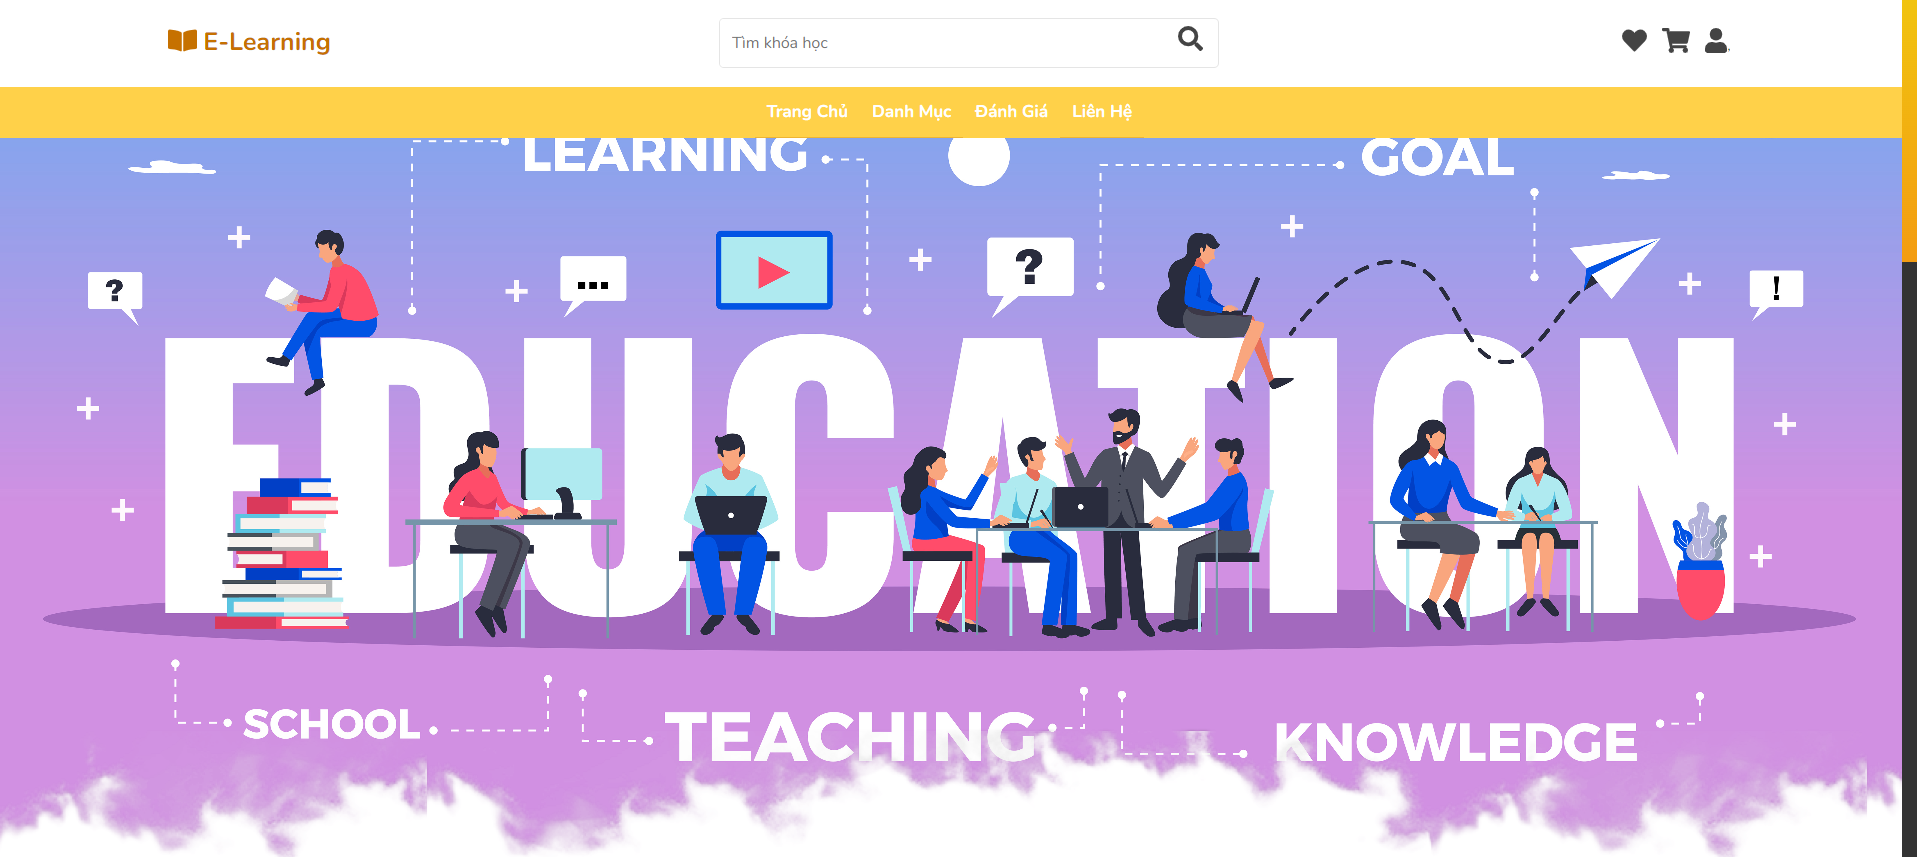 E-Learning
Tìm khóa học
Trang Chủ Danh Mục Đánh Giá Liên Hệ
LEARNING GOAL
? ... ? !
EDUCATION
SCHOOL TEACHING KNOWLEDGE